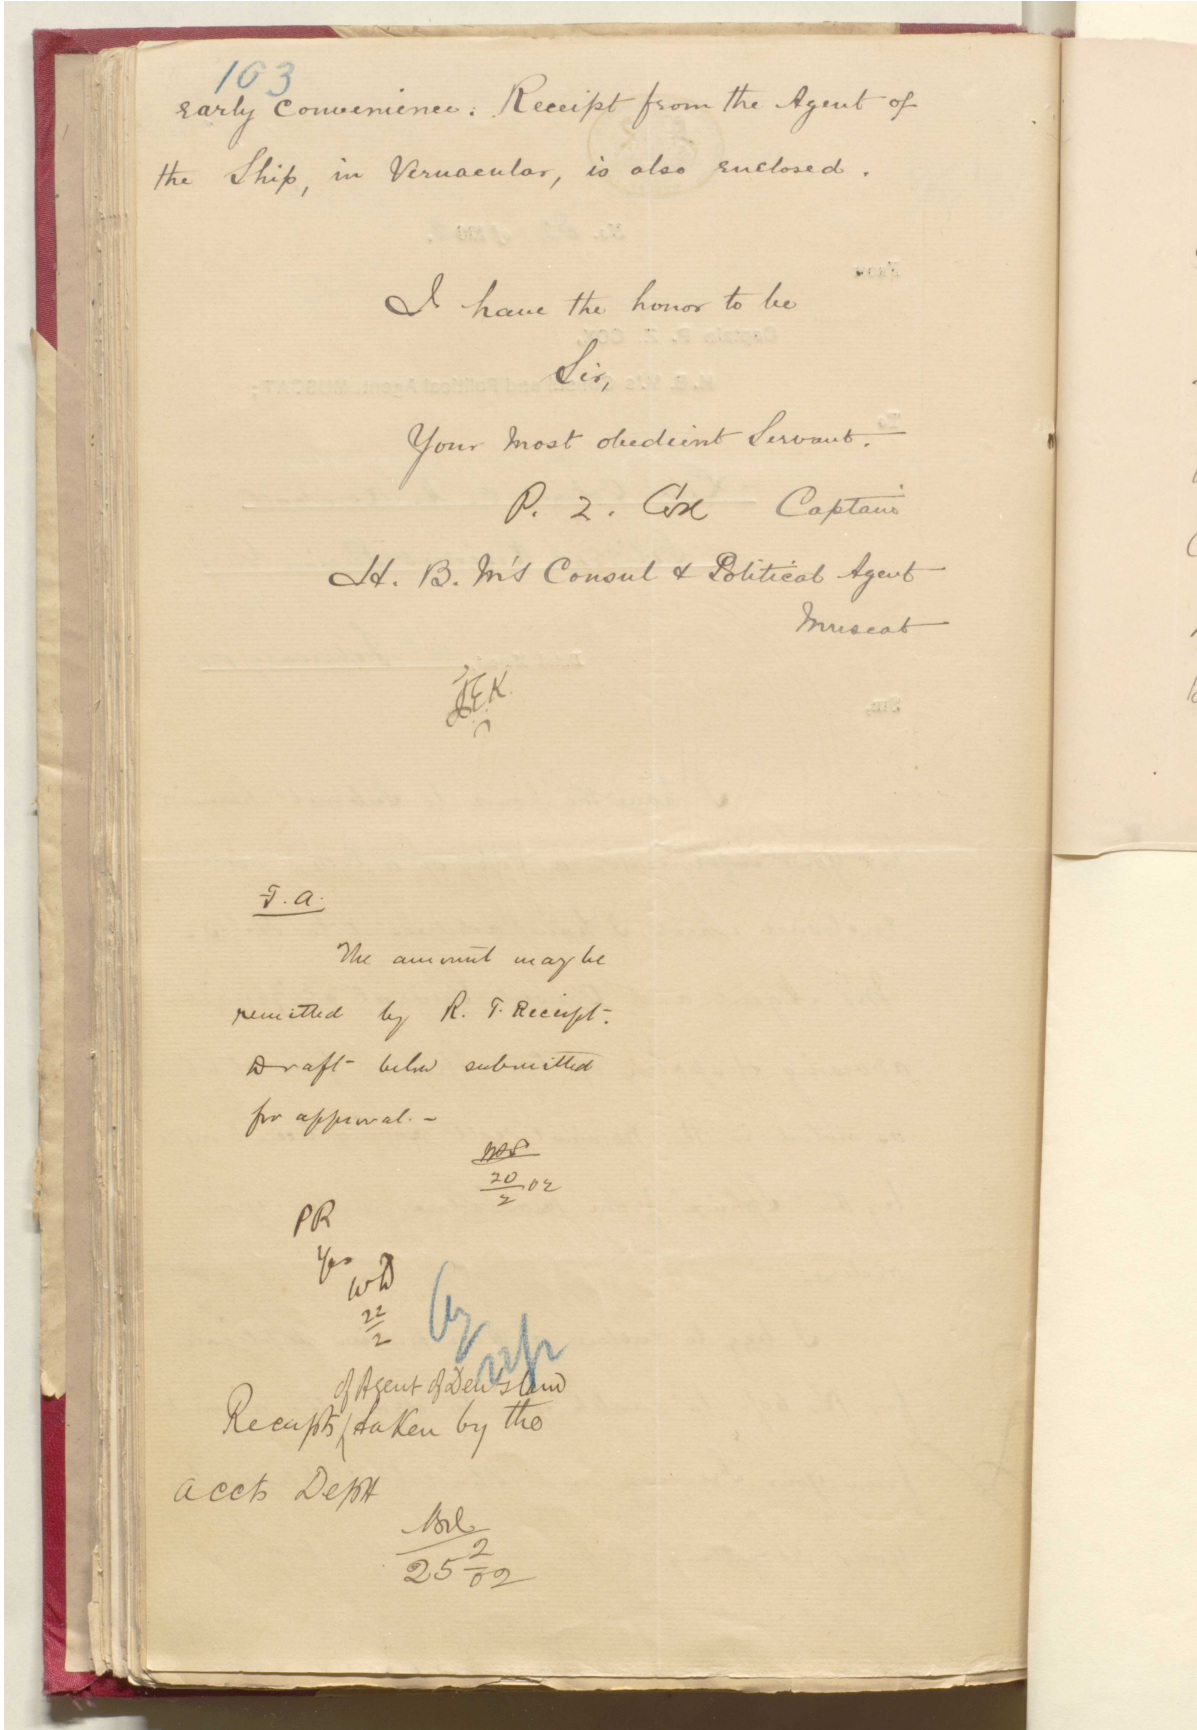 103
early convenience. Receipt from the Agent of
the Ship, in Vernacular, is also enclosed.
I have the honor to be
Sir,
Your most obedient Servant.
P. Z. Cox Captain
H. B. M's Consul & Political Agent
Muscat
T. A.
The amount may be
remitted by R. T. Receipt.
Draft below submitted
for approval. –
20/2 02
PR
Yes
WD
22/2
of Agent of
Receipts taken by the
accts Dept
25 2/02